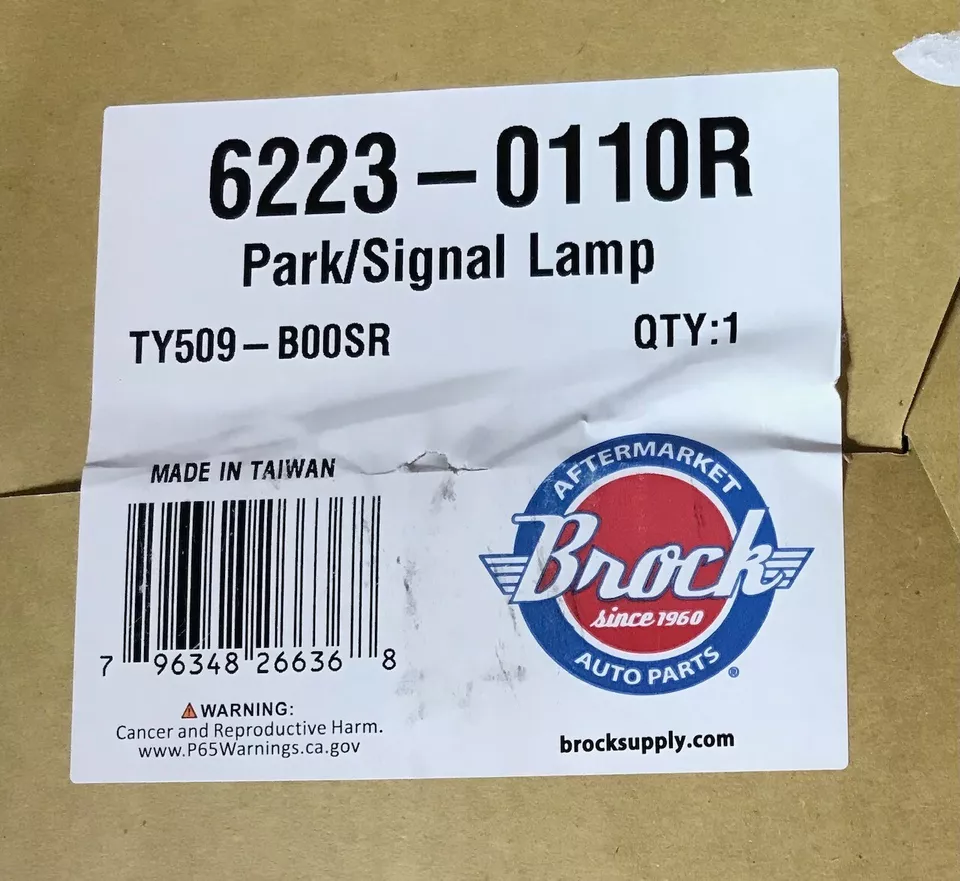 6223-0110R
Park/Signal Lamp
TY509-B00SR
QTY:1
MADE IN TAIWAN
7 96348 26636 8
⚠ WARNING:
Cancer and Reproductive Harm.
www.P65Warnings.ca.gov
AFTERMARKET
Brock
since 1960
AUTO PARTS
®
brocksupply.com